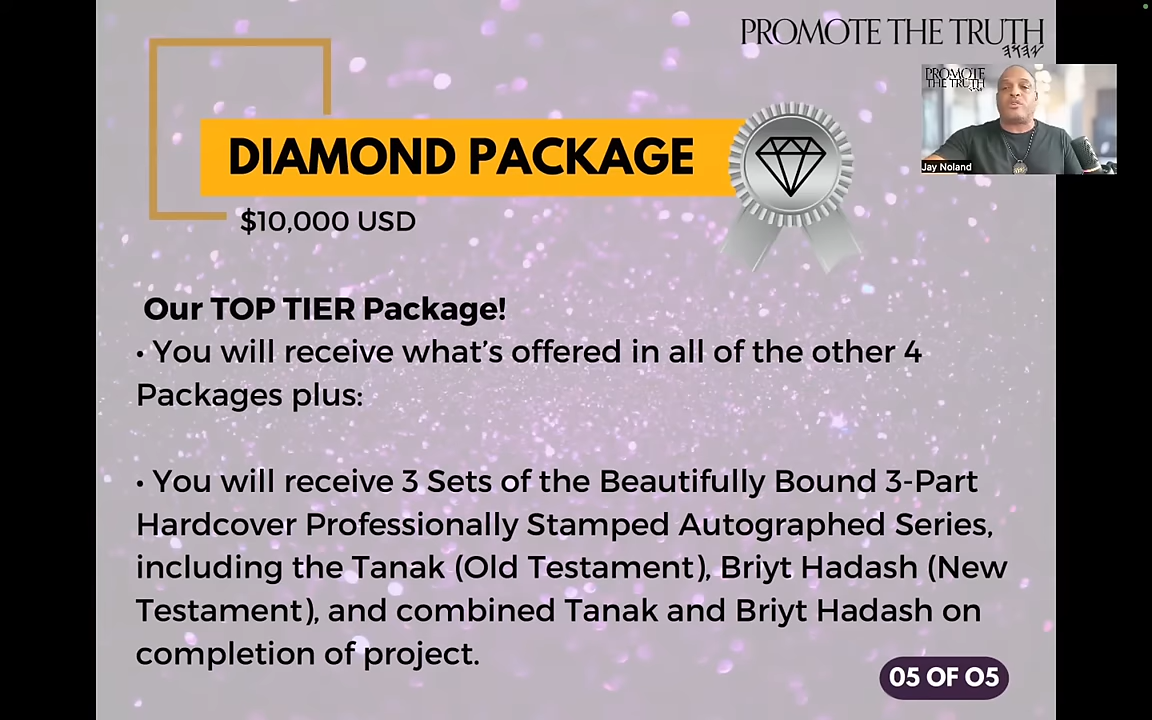 PROMOTE THE TRUTH
𐤉𐤄𐤅𐤄
PROMOTE
THE TRUTH
Jay Noland
DIAMOND PACKAGE
$10,000 USD
Our TOP TIER Package!
• You will receive what’s offered in all of the other 4
Packages plus:
• You will receive 3 Sets of the Beautifully Bound 3-Part
Hardcover Professionally Stamped Autographed Series,
including the Tanak (Old Testament), Briyt Hadash (New
Testament), and combined Tanak and Briyt Hadash on
completion of project.
05 OF 05